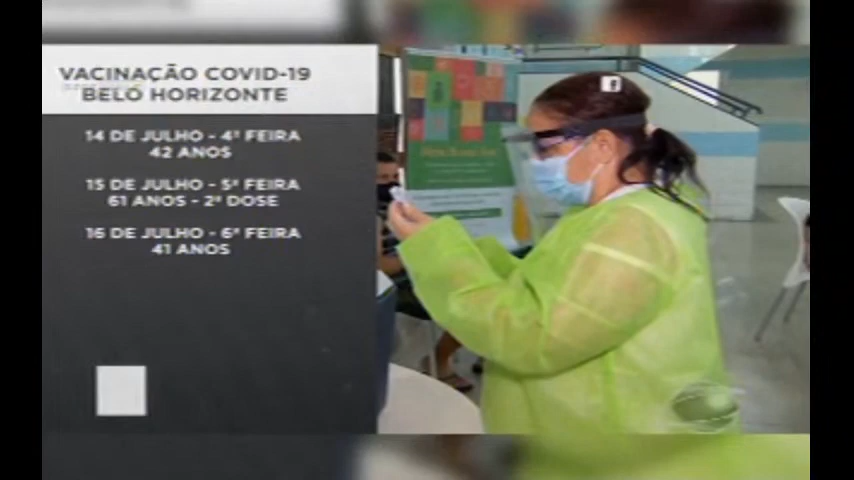 VACINAÇÃO COVID-19
BELO HORIZONTE
14 DE JULHO - 4ª FEIRA
42 ANOS
15 DE JULHO - 5ª FEIRA
61 ANOS - 2ª DOSE
16 DE JULHO - 6ª FEIRA
41 ANOS